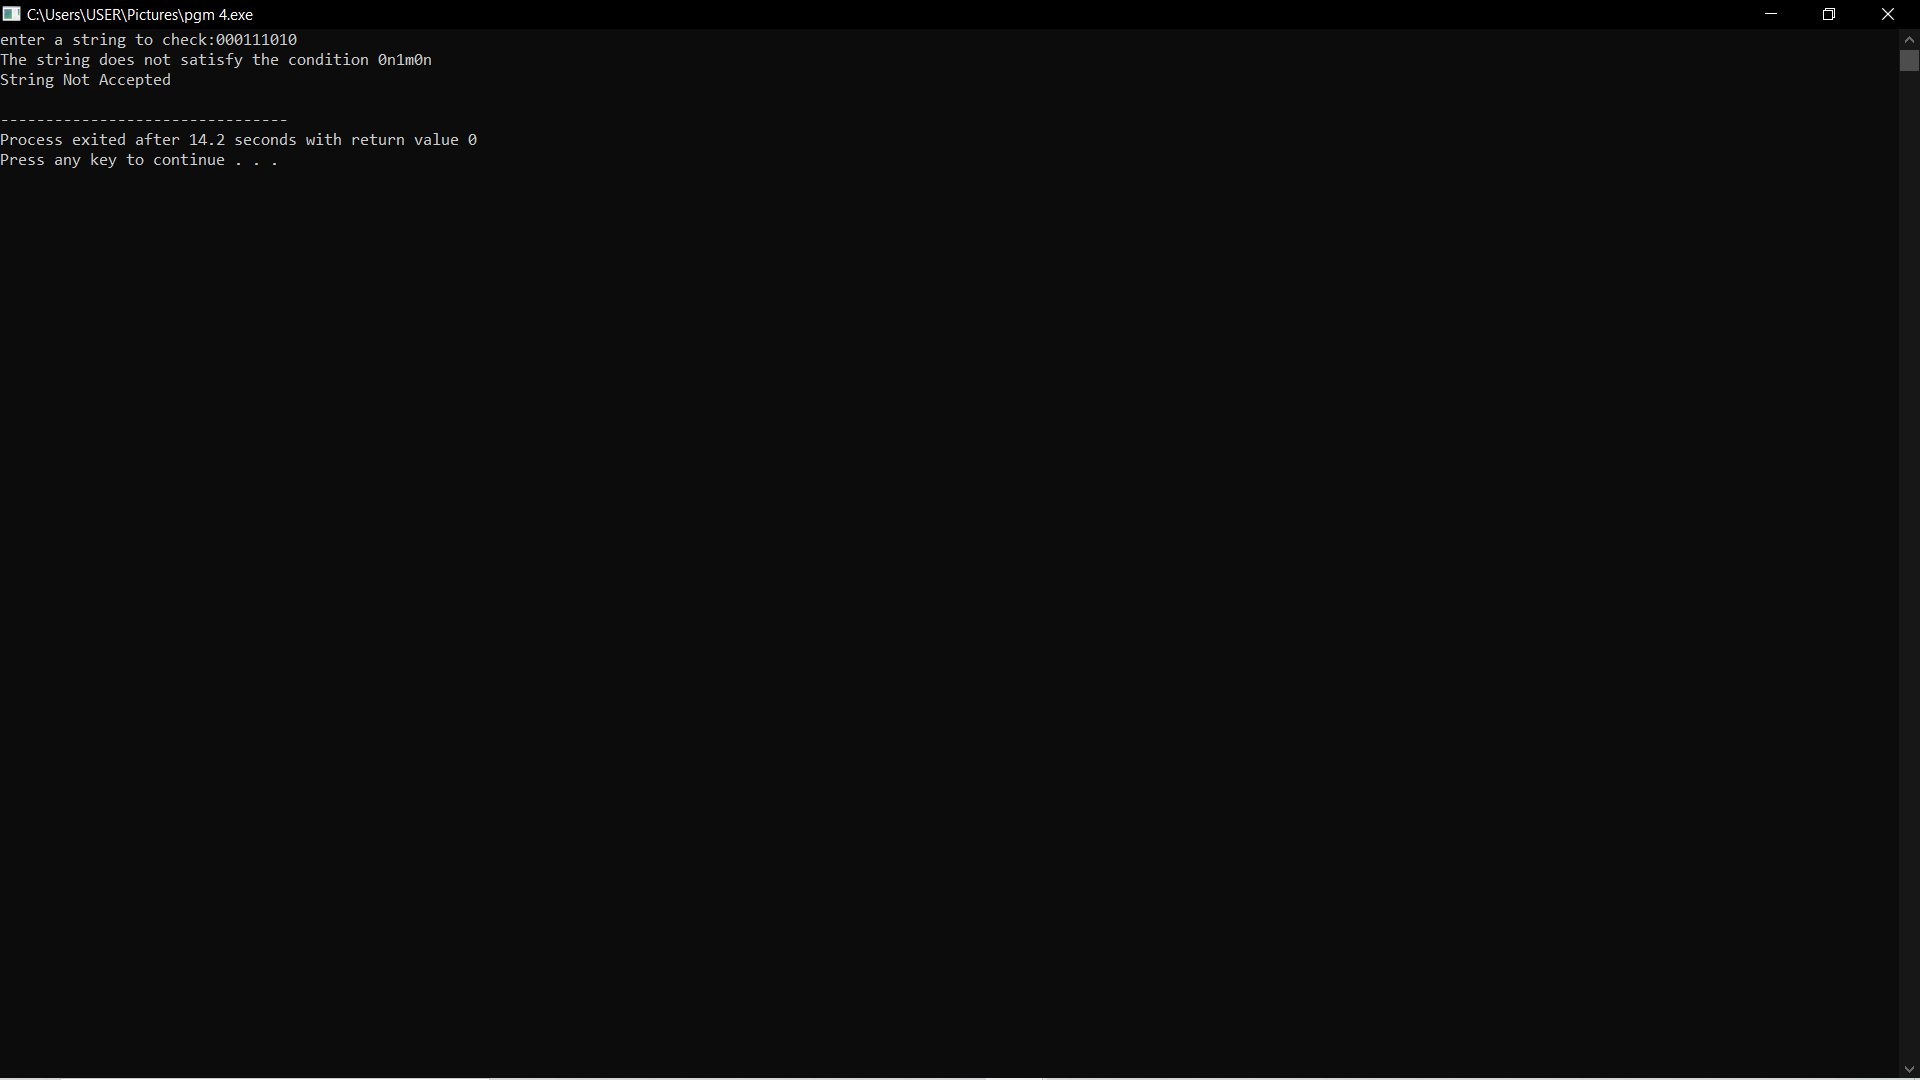 C:\Users\USER\Pictures\pgm 4.exe
enter a string to check:000111010
The string does not satisfy the condition 0n1m0n
String Not Accepted
--------------------------------
Process exited after 14.2 seconds with return value 0
Press any key to continue . . .